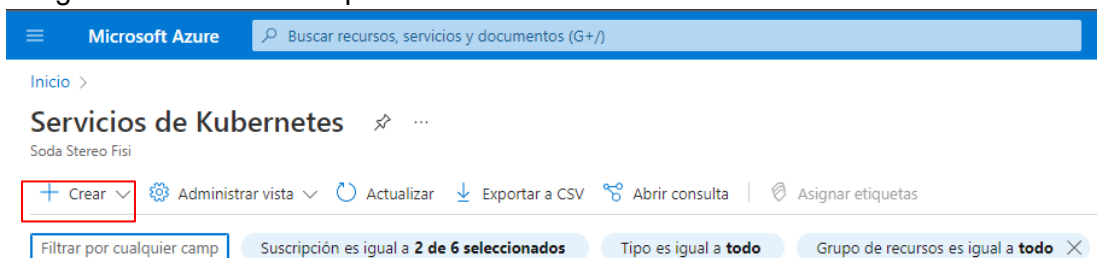 Microsoft Azure
Buscar recursos, servicios y documentos (G+/)
Inicio >
Servicios de Kubernetes ...
Soda Stereo Fisi
+ Crear Administrar vista Actualizar Exportar a CSV Abrir consulta Asignar etiquetas
Filtrar por cualquier camp Suscripción es igual a 2 de 6 seleccionados Tipo es igual a todo Grupo de recursos es igual a todo